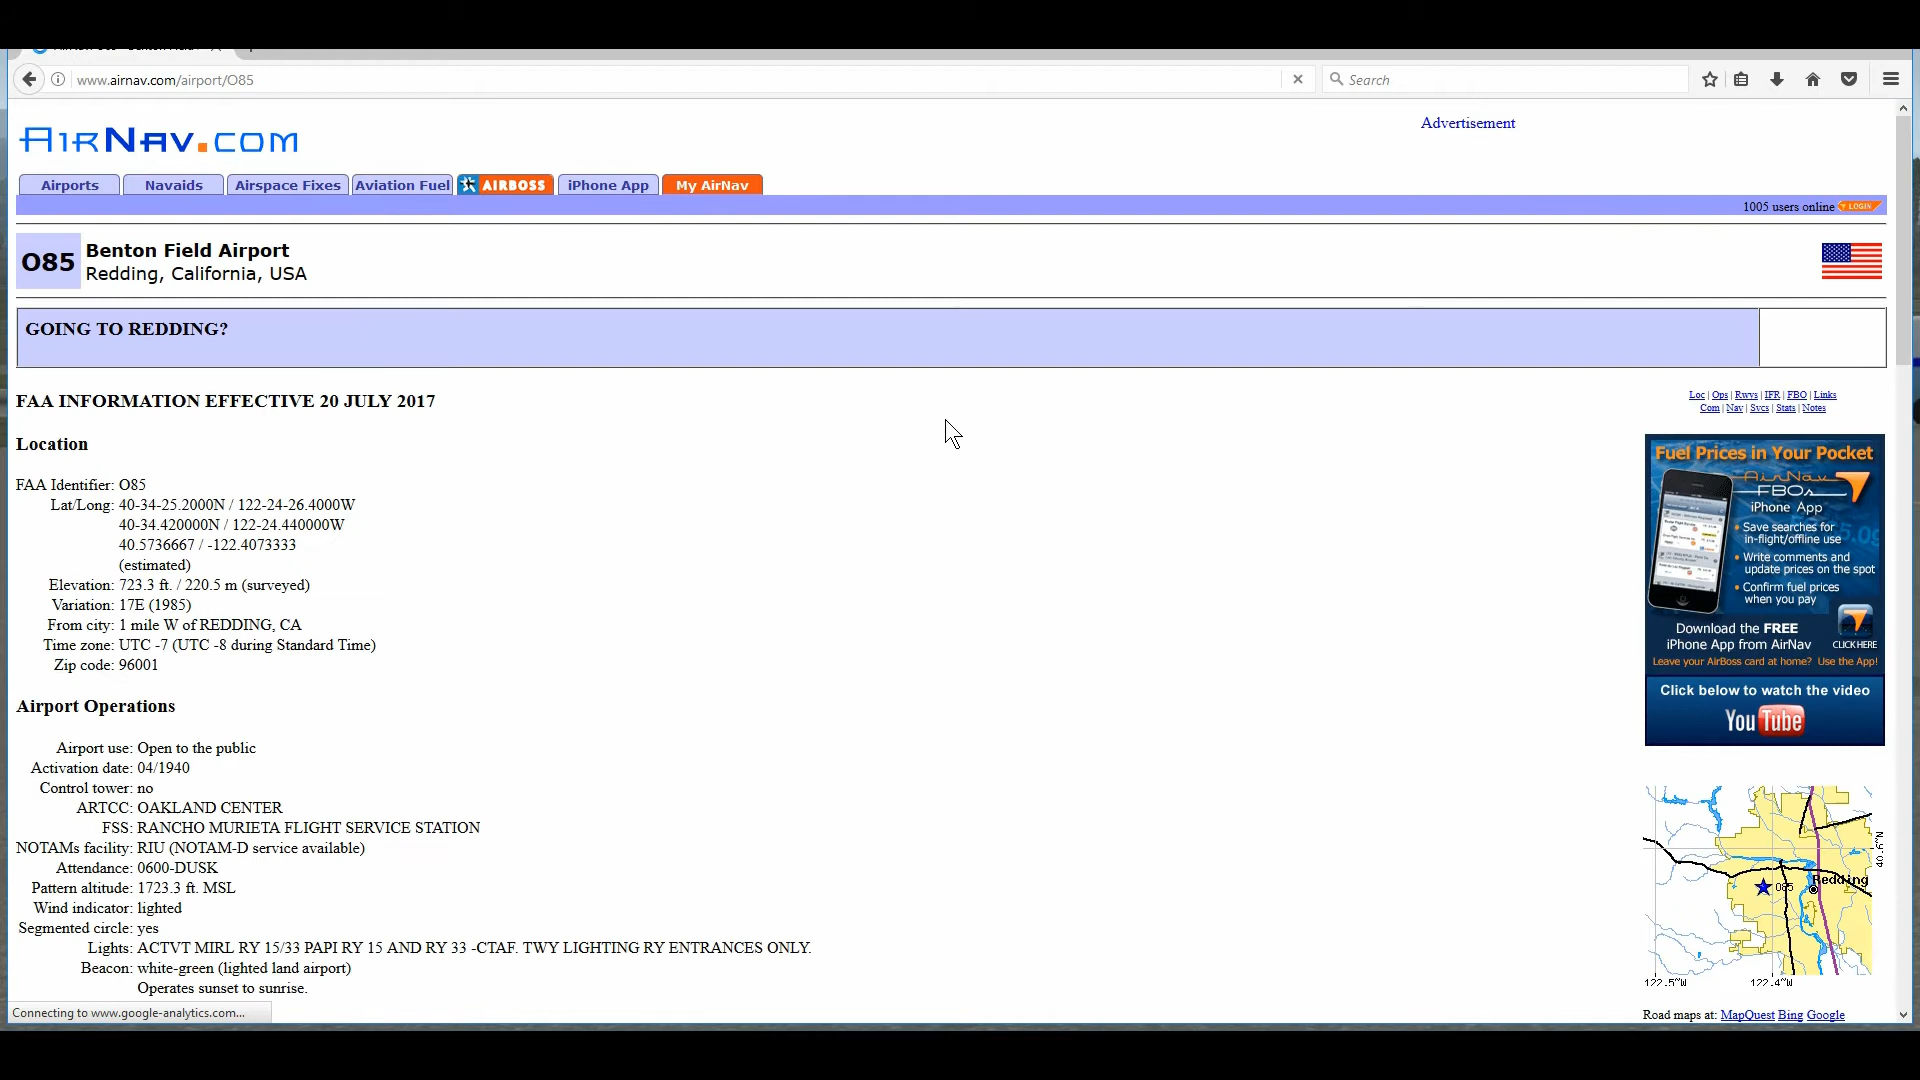 www.airnav.com/airport/O85
Search
AirNav.com
Advertisement
Airports
Navaids
Airspace Fixes
Aviation Fuel
AIRBOSS
iPhone App
My AirNav
1005 users online
LOGIN
O85
Benton Field Airport
Redding, California, USA
GOING TO REDDING?
FAA INFORMATION EFFECTIVE 20 JULY 2017
Loc | Ops | Rwys | IFR | FBO | Links
Com | Nav | Svcs | Stats | Notes
Location
FAA Identifier: O85
Lat/Long: 40-34-25.2000N / 122-24-26.4000W
40-34.420000N / 122-24.440000W
40.5736667 / -122.4073333
(estimated)
Elevation: 723.3 ft. / 220.5 m (surveyed)
Variation: 17E (1985)
From city: 1 mile W of REDDING, CA
Time zone: UTC -7 (UTC -8 during Standard Time)
Zip code: 96001
Airport Operations
Airport use: Open to the public
Activation date: 04/1940
Control tower: no
ARTCC: OAKLAND CENTER
FSS: RANCHO MURIETA FLIGHT SERVICE STATION
NOTAMs facility: RIU (NOTAM-D service available)
Attendance: 0600-DUSK
Pattern altitude: 1723.3 ft. MSL
Wind indicator: lighted
Segmented circle: yes
Lights: ACTVT MIRL RY 15/33 PAPI RY 15 AND RY 33 -CTAF. TWY LIGHTING RY ENTRANCES ONLY.
Beacon: white-green (lighted land airport)
Operates sunset to sunrise.
Connecting to www.google-analytics.com...
Fuel Prices in Your Pocket
AirNav
FBOs
iPhone App
• Save searches for
in-flight/offline use
• Write comments and
update prices on the spot
• Confirm fuel prices
when you pay
Download the FREE
iPhone App from AirNav
CLICK HERE
Leave your AirBoss card at home? Use the App!
Click below to watch the video
YouTube
Redding
O85
40.6°N
122.5°W
122.4°W
Road maps at: MapQuest Bing Google